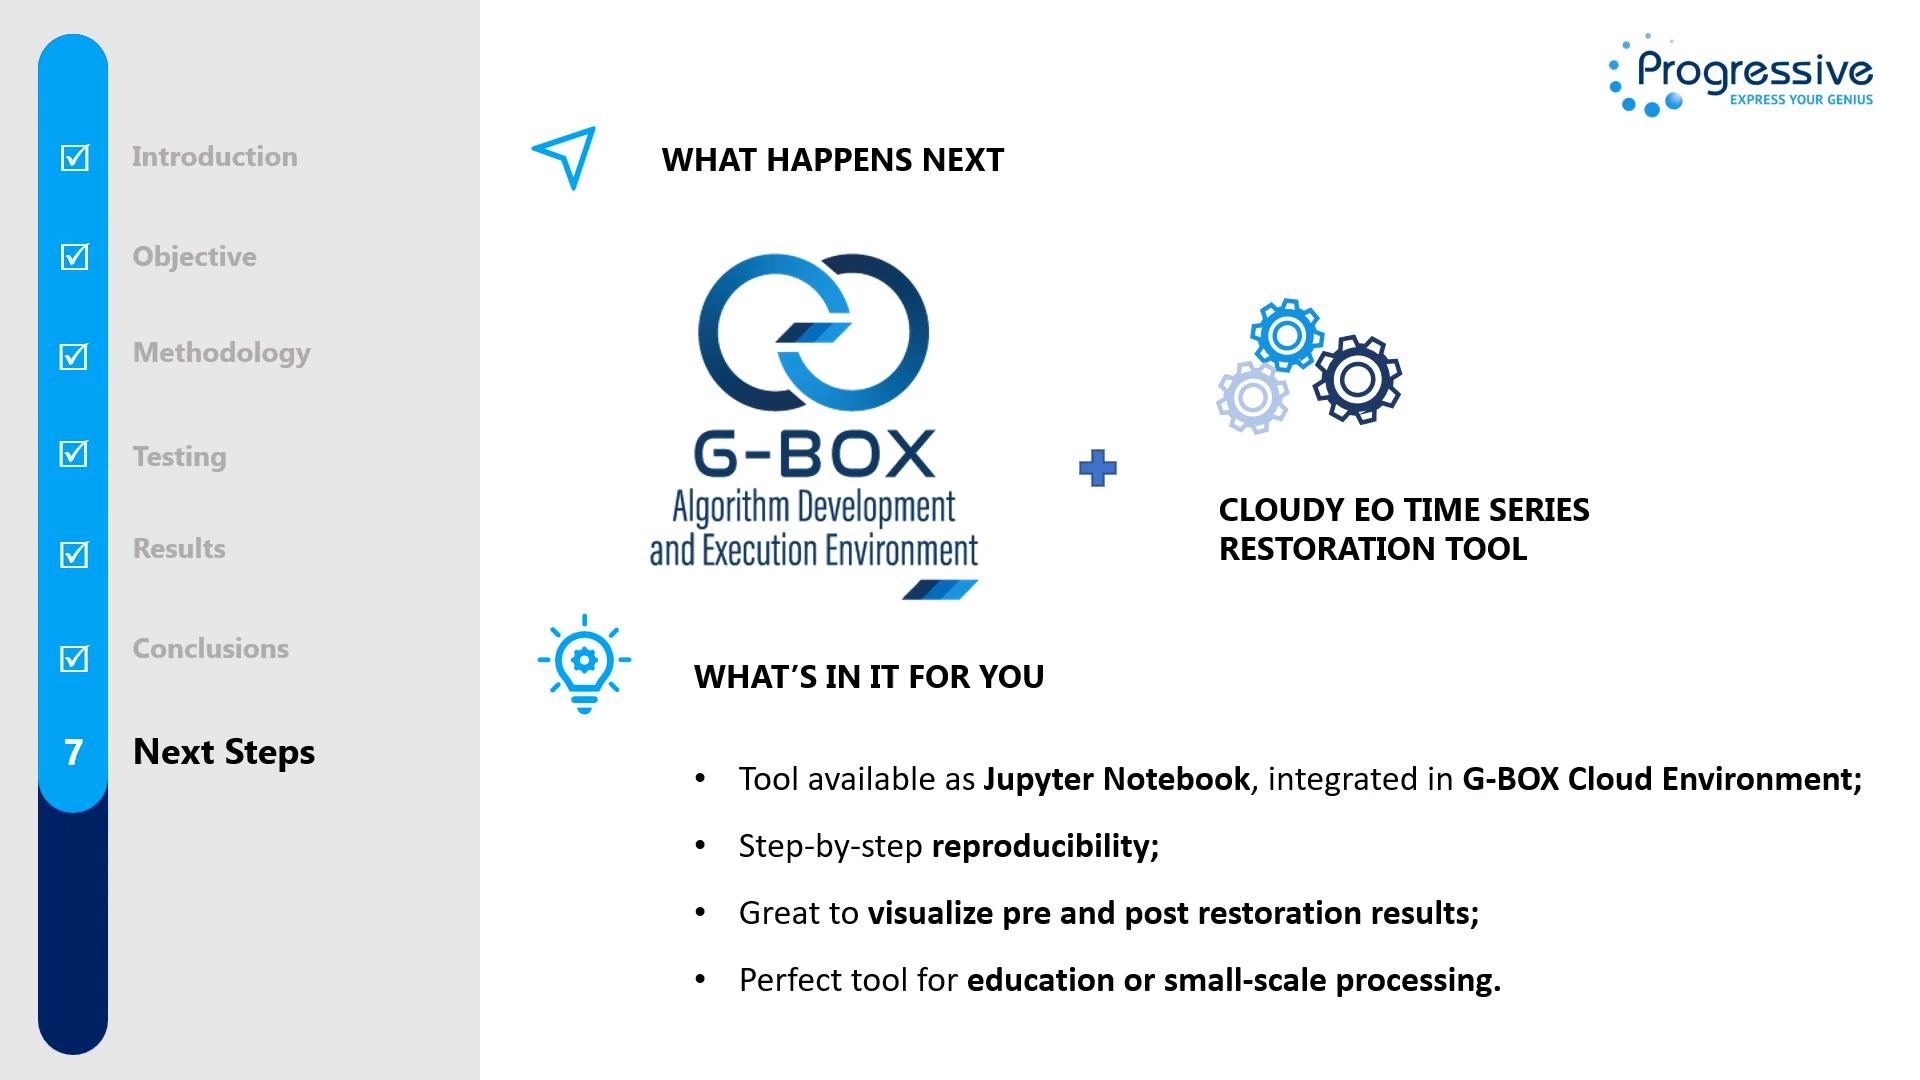 Progressive
EXPRESS YOUR GENIUS
Introduction
Objective
Methodology
Testing
Results
Conclusions
7 Next Steps
WHAT HAPPENS NEXT
G-BOX
Algorithm Development
and Execution Environment
CLOUDY EO TIME SERIES
RESTORATION TOOL
WHAT’S IN IT FOR YOU
• Tool available as Jupyter Notebook, integrated in G-BOX Cloud Environment;
• Step-by-step reproducibility;
• Great to visualize pre and post restoration results;
• Perfect tool for education or small-scale processing.